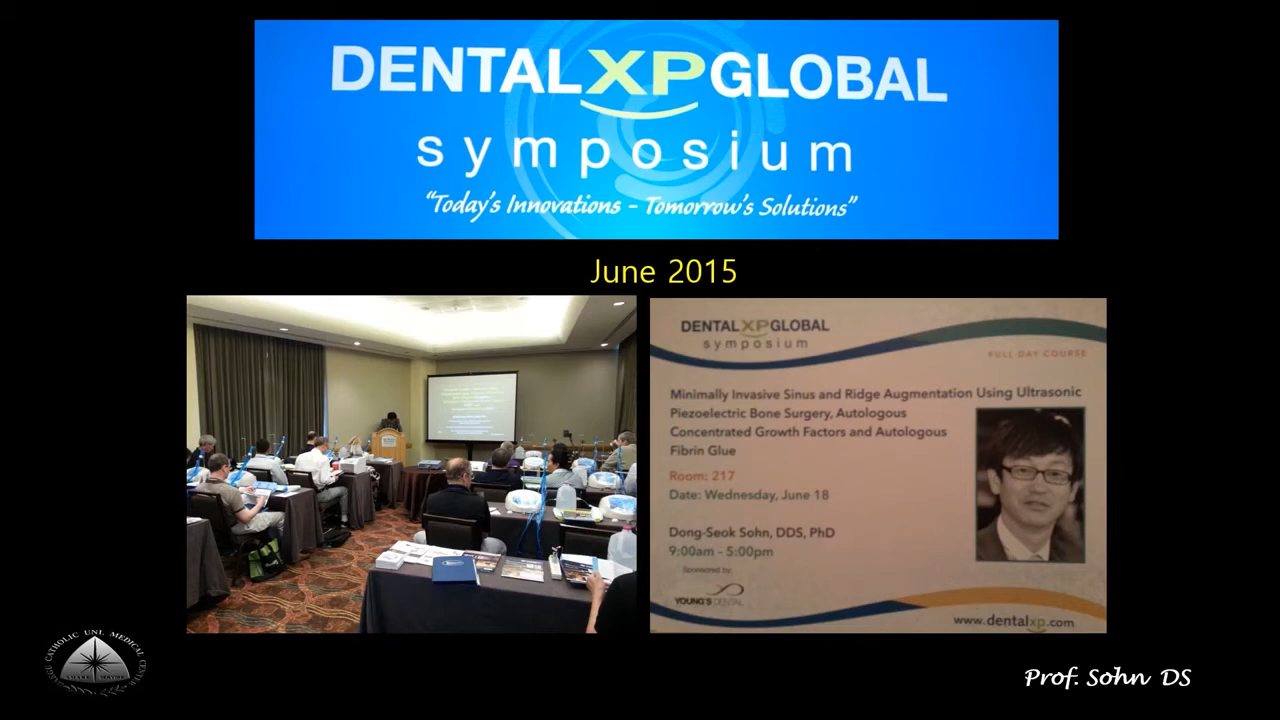 DENTALXPGLOBAL
symposium
“Today's Innovations - Tomorrow's Solutions”
June 2015
DENTALXPGLOBAL
symposium
FULL DAY COURSE
Minimally Invasive Sinus and Ridge Augmentation Using Ultrasonic
Piezoelectric Bone Surgery, Autologous
Concentrated Growth Factors and Autologous
Fibrin Glue
Room: 217
Date: Wednesday, June 18
Dong-Seok Sohn, DDS, PhD
9:00am - 5:00pm
Sponsored by:
YOUNG'S DENTAL
www.dentalxp.com
CATHOLIC UNI. MEDICAL CENTER
Prof. Sohn DS